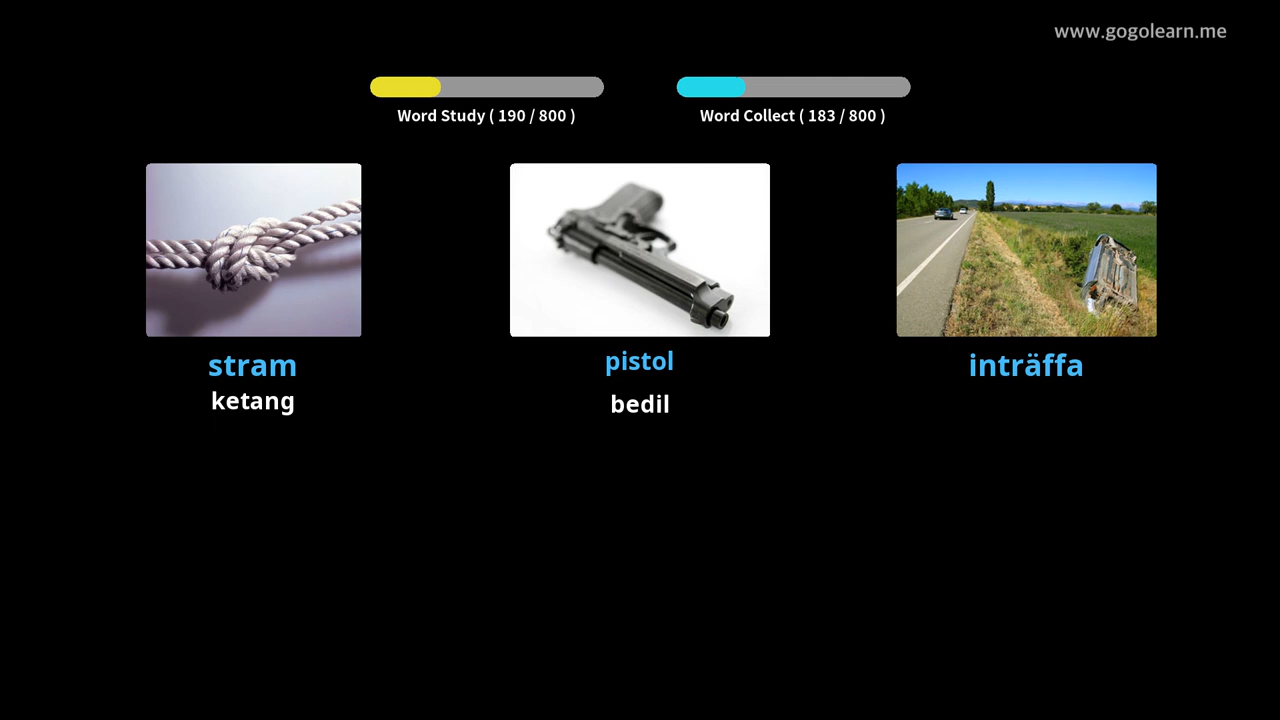 www.gogolearn.me
Word Study ( 190 / 800 )
Word Collect ( 183 / 800 )
stram
ketang
pistol
bedil
inträffa